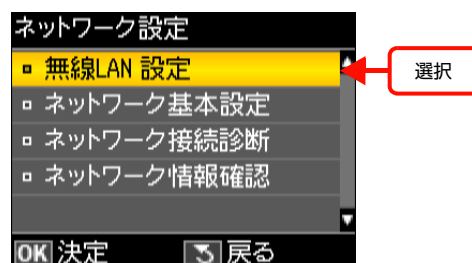 ネットワーク設定
無線LAN 設定
選択
ネットワーク基本設定
ネットワーク接続診断
ネットワーク情報確認
OK 決定 戻る